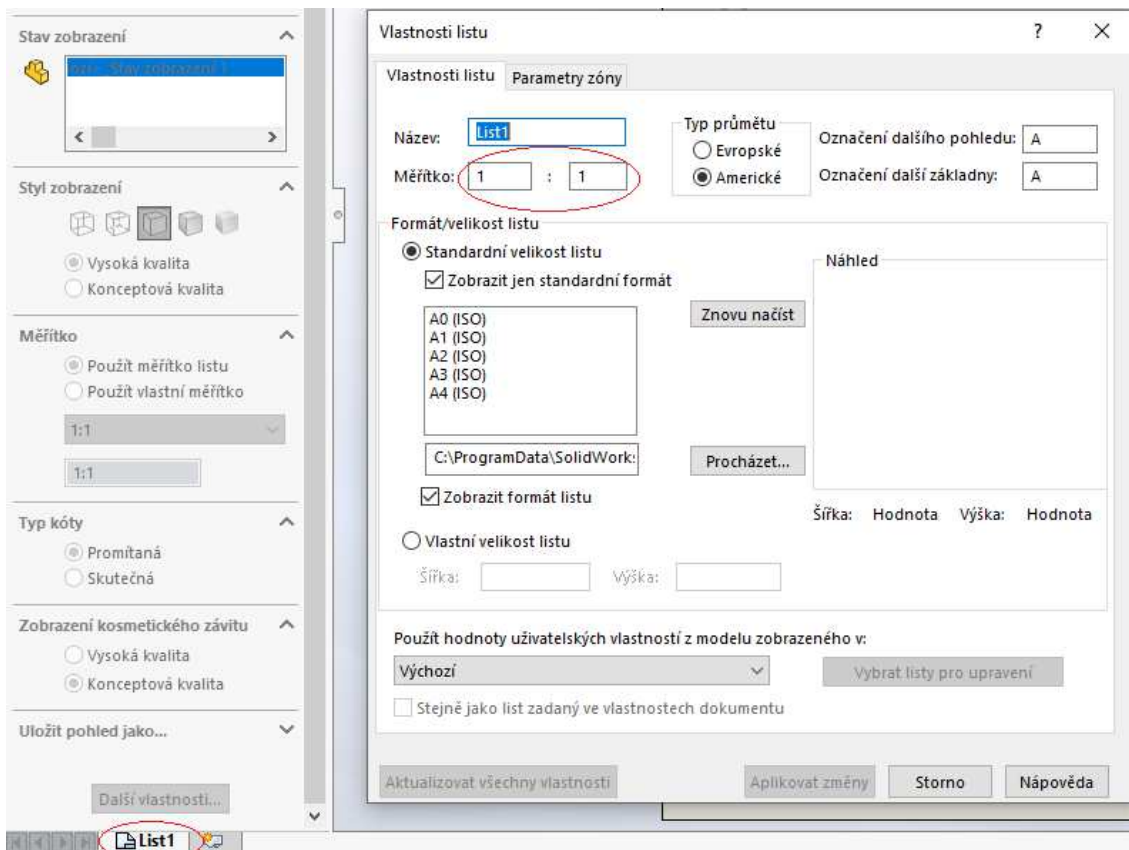 Stav zobrazení
Stav zobrazení 1
Styl zobrazení
Vysoká kvalita
Konceptová kvalita
Měřítko
Použít měřítko listu
Použít vlastní měřítko
1:1
1:1
Typ kóty
Promítaná
Skutečná
Zobrazení kosmetického závitu
Vysoká kvalita
Konceptová kvalita
Uložit pohled jako...
Další vlastnosti...
List1
Vlastnosti listu ?
Vlastnosti listu Parametry zóny
Název: List1
Měřítko: 1 : 1
Typ průmětu
Evropské
Americké
Označení dalšího pohledu: A
Označení další základny: A
Formát/velikost listu
Standardní velikost listu
Zobrazit jen standardní formát
A0 (ISO)
A1 (ISO)
A2 (ISO)
A3 (ISO)
A4 (ISO)
Znovu načíst
C:\ProgramData\SolidWork:
Procházet...
Zobrazit formát listu
Náhled
Šířka: Hodnota Výška: Hodnota
Vlastní velikost listu
Šířka: Výška:
Použít hodnoty uživatelských vlastností z modelu zobrazeného v:
Výchozí
Vybrat listy pro upravení
Stejně jako list zadaný ve vlastnostech dokumentu
Aktualizovat všechny vlastnosti Aplikovat změny Storno Nápověda